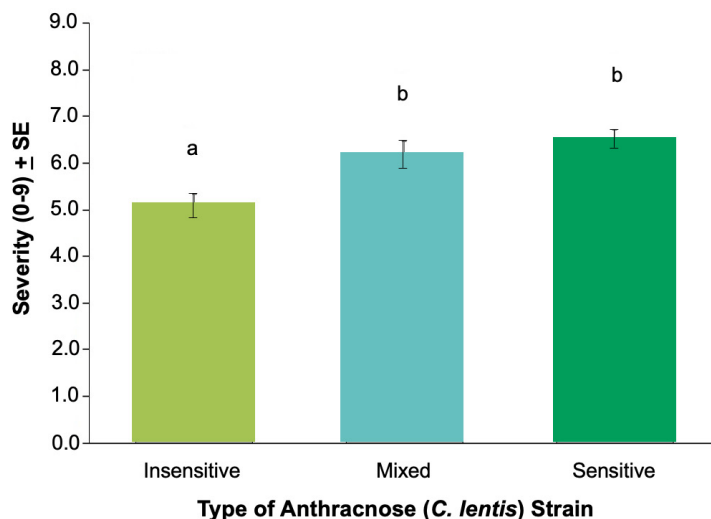 9.0
8.0
7.0
6.0
5.0
4.0
3.0
2.0
1.0
0.0
Severity (0-9) ± SE
a
b
b
Insensitive
Mixed
Sensitive
Type of Anthracnose (C. lentis) Strain